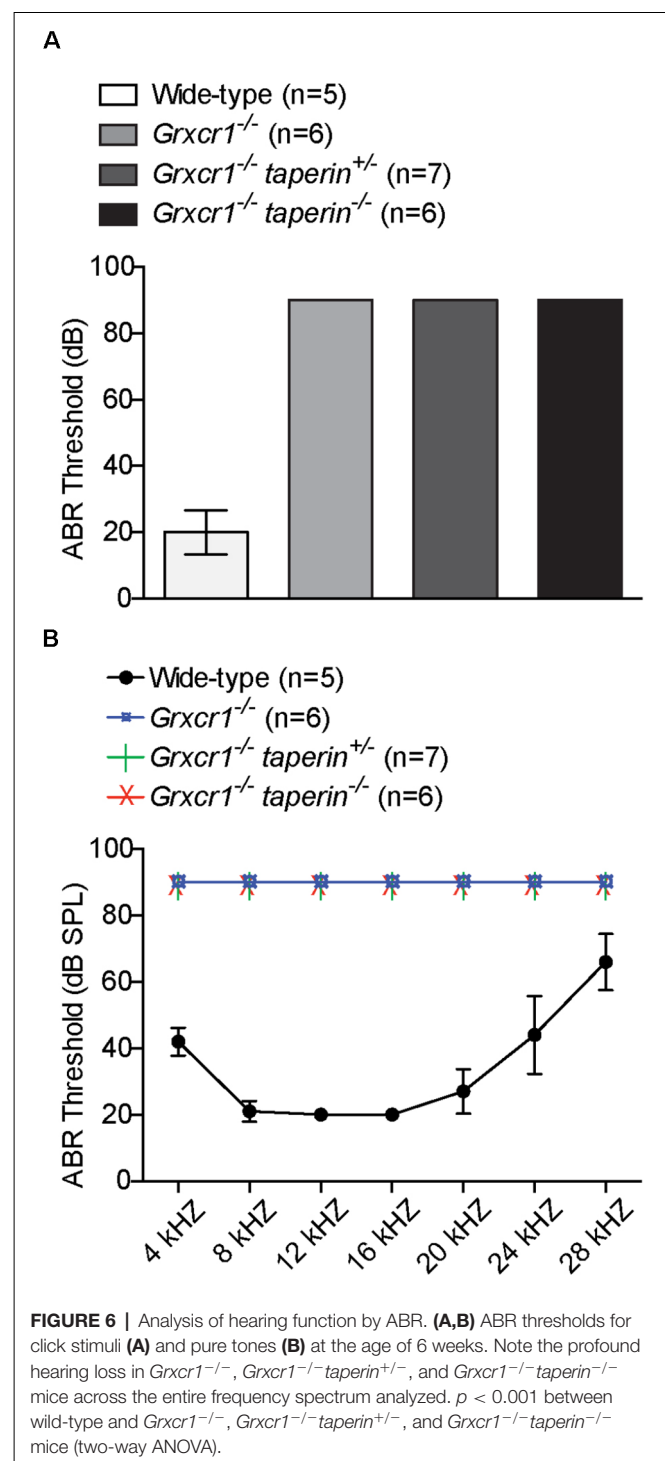 A
Wide-type (n=5)
Grxcr1-/- (n=6)
Grxcr1-/- taperin+/- (n=7)
Grxcr1-/- taperin-/- (n=6)
ABR Threshold (dB)
100
80
60
40
20
0
B
Wide-type (n=5)
Grxcr1-/- (n=6)
Grxcr1-/- taperin+/- (n=7)
Grxcr1-/- taperin-/- (n=6)
ABR Threshold (dB SPL)
100
80
60
40
20
0
4 kHZ
8 kHZ
12 kHZ
16 kHZ
20 kHZ
24 kHZ
28 kHZ
FIGURE 6 | Analysis of hearing function by ABR. (A,B) ABR thresholds for
click stimuli (A) and pure tones (B) at the age of 6 weeks. Note the profound
hearing loss in Grxcr1−/−, Grxcr1−/−taperin+/−, and Grxcr1−/−taperin−/−
mice across the entire frequency spectrum analyzed. p < 0.001 between
wild-type and Grxcr1−/−, Grxcr1−/−taperin+/−, and Grxcr1−/−taperin−/−
mice (two-way ANOVA).